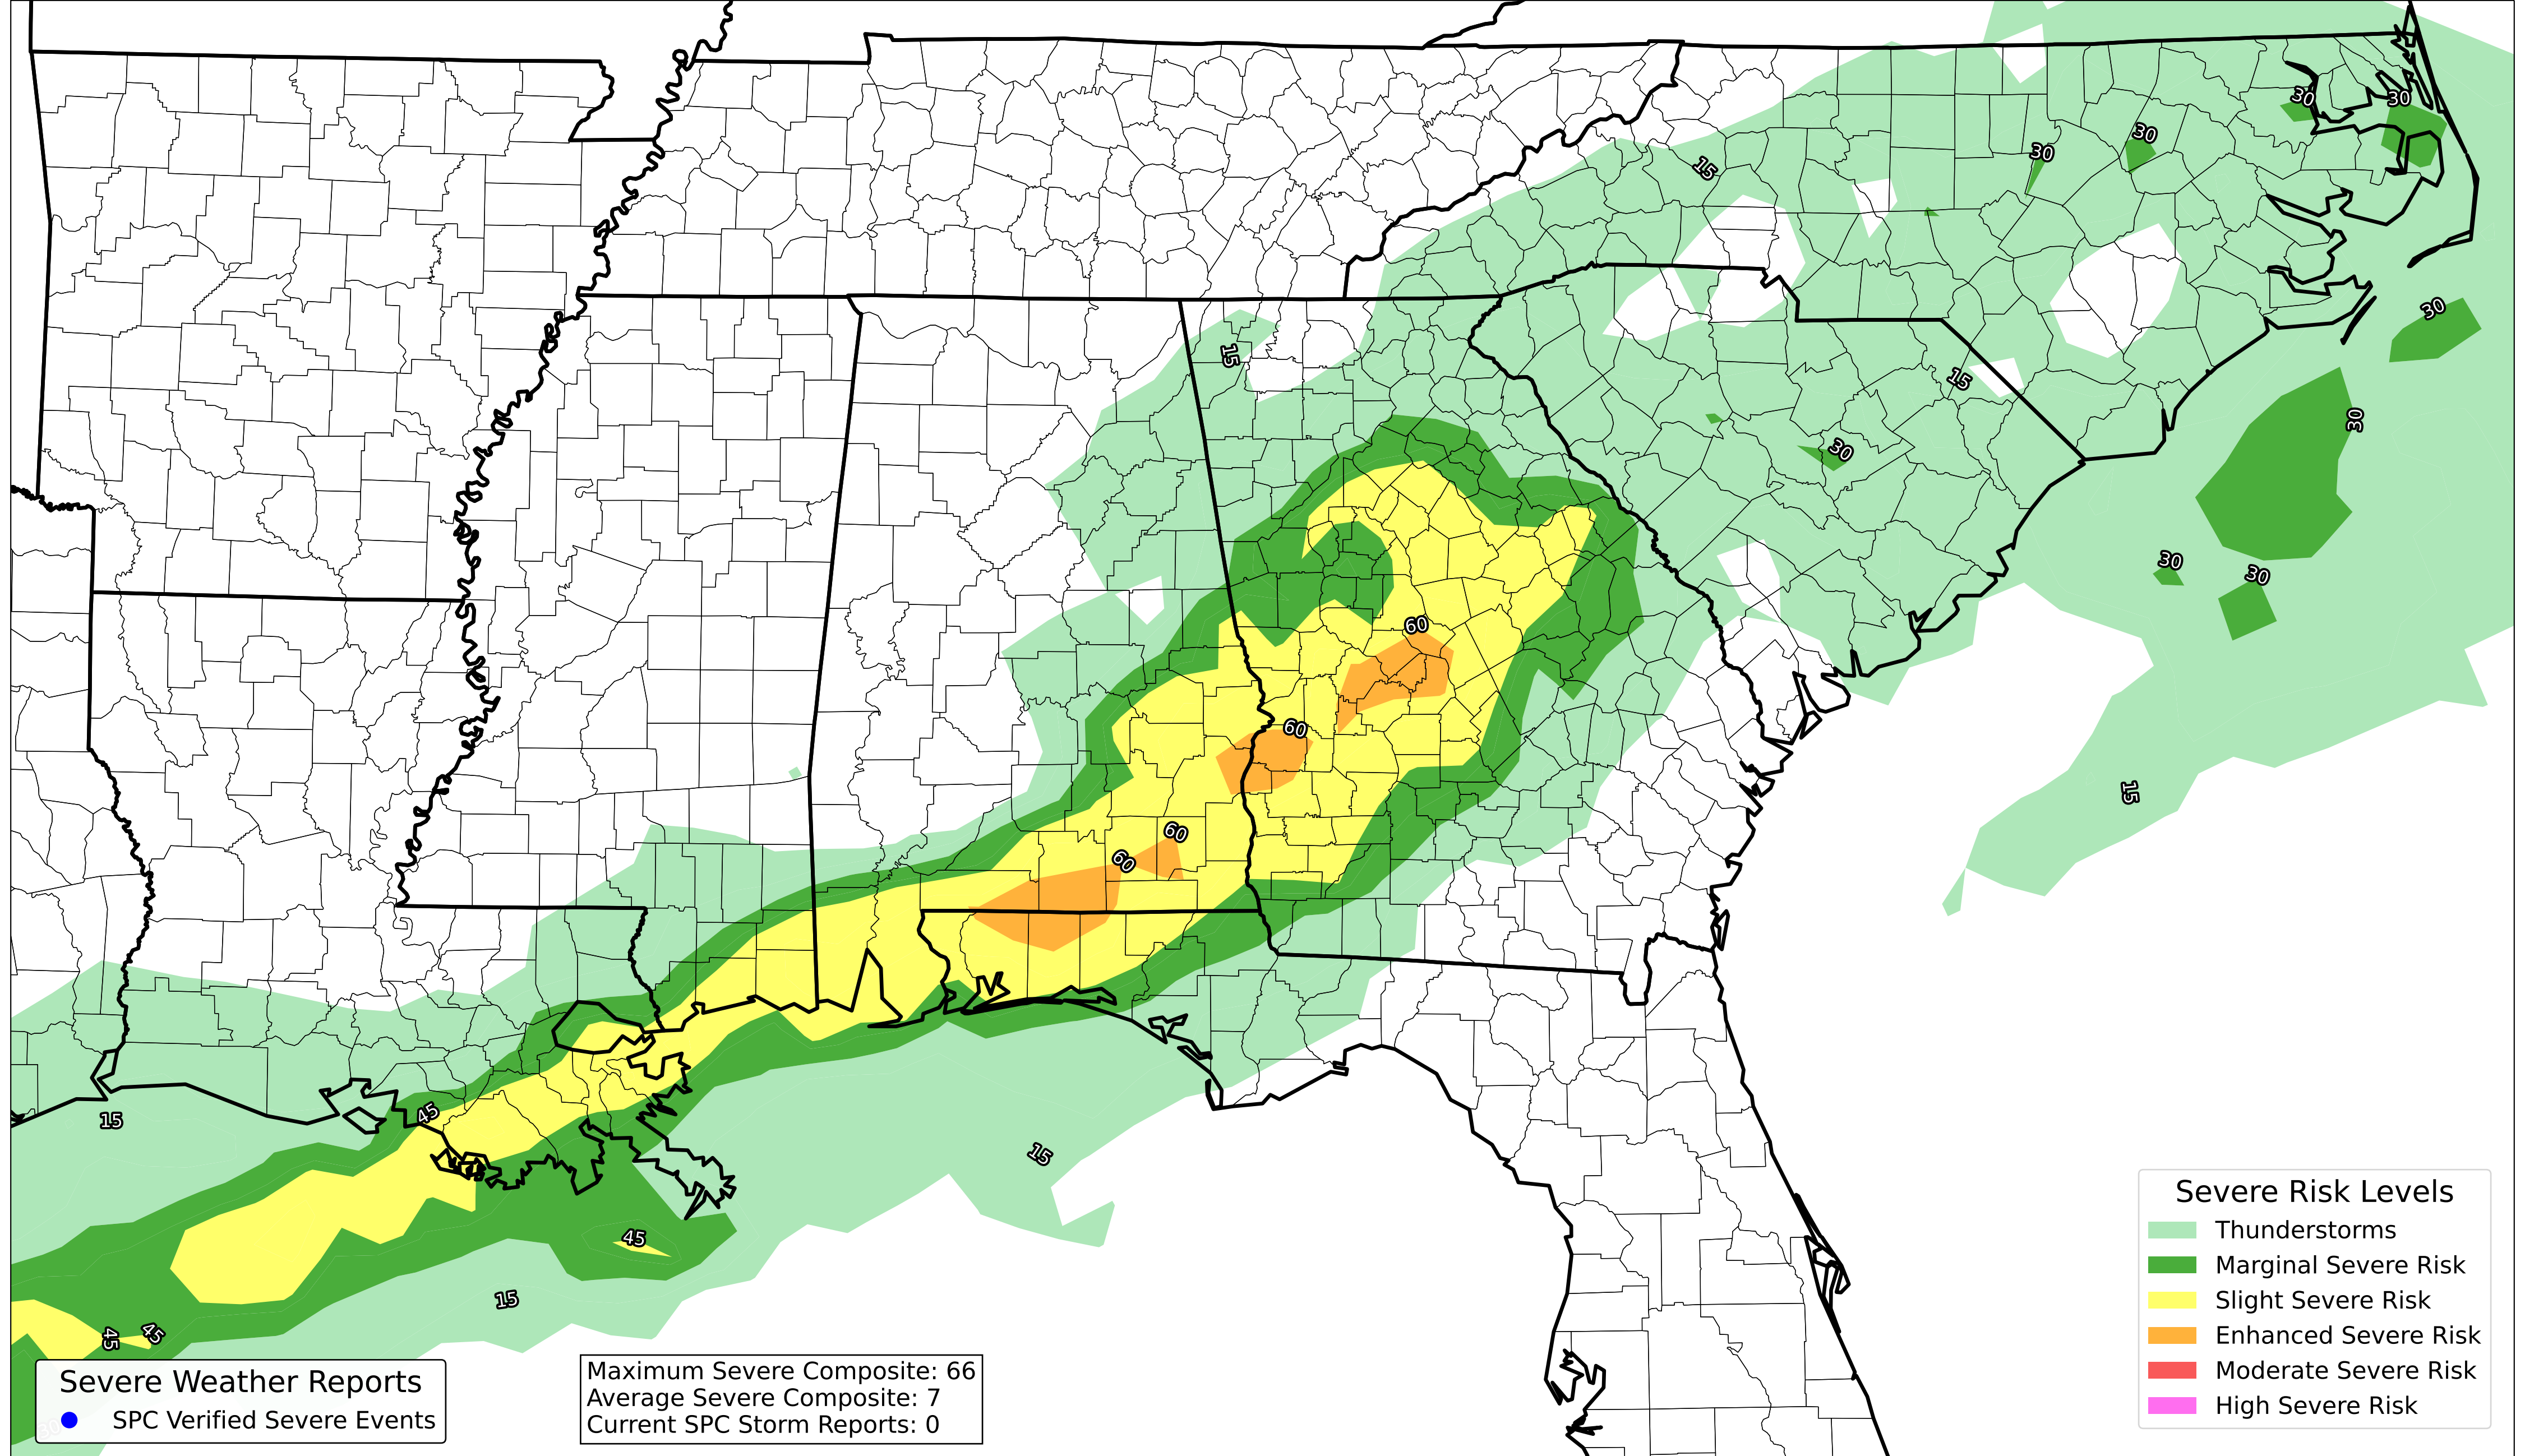 30
30
30
30
15
30
15
15
30
30
30
30
60
60
15
60
60
45
15
15
Severe Risk Levels
Thunderstorms
45
Marginal Severe Risk
15
Slight Severe Risk
45
45
Enhanced Severe Risk
Moderate Severe Risk
High Severe Risk
Severe Weather Reports
SPC Verified Severe Events
30
Maximum Severe Composite: 66
Average Severe Composite: 7
Current SPC Storm Reports: 0